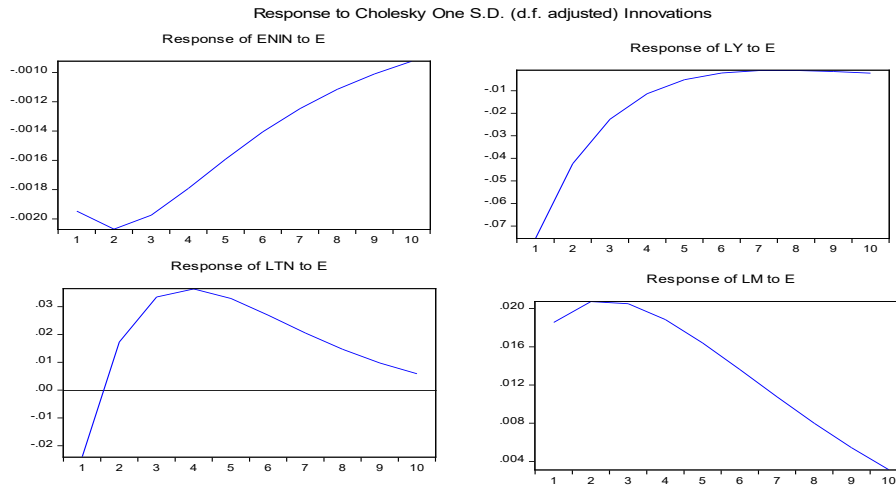 Response to Cholesky One S.D. (d.f. adjusted) Innovations
Response of ENIN to E
-.0010
-.0012
-.0014
-.0016
-.0018
-.0020
1 2 3 4 5 6 7 8 9 10
Response of LY to E
-.01
-.02
-.03
-.04
-.05
-.06
-.07
1 2 3 4 5 6 7 8 9 10
Response of LTN to E
.03
.02
.01
.00
-.01
-.02
1 2 3 4 5 6 7 8 9 10
Response of LM to E
.020
.016
.012
.008
.004
1 2 3 4 5 6 7 8 9 10